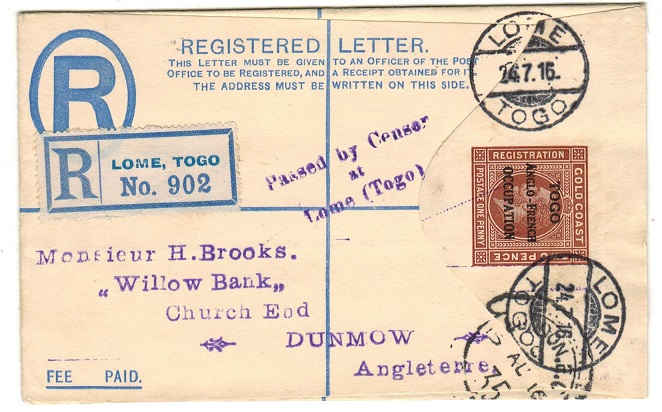 REGISTERED LETTER.
THIS LETTER MUST BE GIVEN TO AN OFFICER OF THE POST
OFFICE TO BE REGISTERED, AND A RECEIPT OBTAINED FOR IT
THE ADDRESS MUST BE WRITTEN ON THIS SIDE.
R
LOME
24.7.16.
TOGO
R
LOME, TOGO
No. 902
Passed by Censor
at
Lome (Togo)
REGISTRATION
GOLD COAST
POSTAGE ONE PENNY
PENCE
TOGO
ANGLO-FRENCH
OCCUPATION
Monsieur H.Brooks.
„Willow Bank„
Church End
DUNMOW
Angleterre.
LOME
24.7.16
TOGO
AU 16
35
FEE PAID.